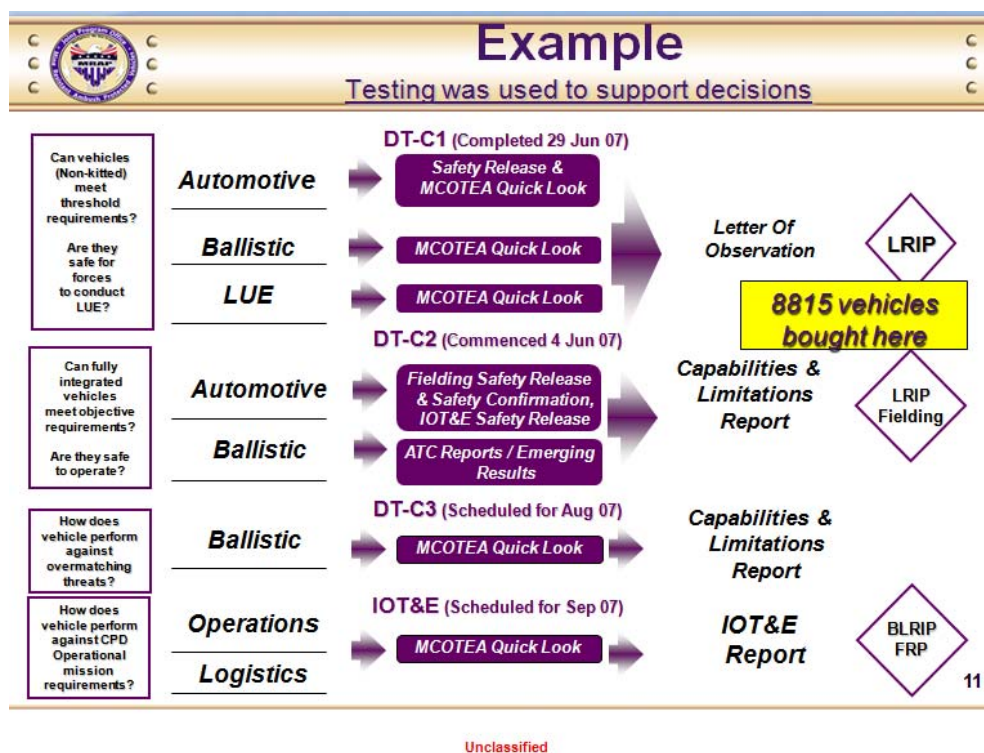 Example
Testing was used to support decisions
MRAP
Can vehicles
(Non-kitted)
meet
threshold
requirements?
Are they
safe for
forces
to conduct
LUE?
Automotive
Ballistic
LUE
DT-C1 (Completed 29 Jun 07)
Safety Release &
MCOTEA Quick Look
MCOTEA Quick Look
MCOTEA Quick Look
Letter Of
Observation
LRIP
8815 vehicles
bought here
Can fully
integrated
vehicles
meet objective
requirements?
Are they safe
to operate?
Automotive
Ballistic
DT-C2 (Commenced 4 Jun 07)
Fielding Safety Release
& Safety Confirmation,
IOT&E Safety Release
ATC Reports / Emerging
Results
Capabilities &
Limitations
Report
LRIP
Fielding
How does
vehicle perform
against
overmatching
threats?
Ballistic
DT-C3 (Scheduled for Aug 07)
MCOTEA Quick Look
Capabilities &
Limitations
Report
How does
vehicle perform
against CPD
Operational
mission
requirements?
Operations
Logistics
IOT&E (Scheduled for Sep 07)
MCOTEA Quick Look
IOT&E
Report
BLRIP
FRP
11
Unclassified